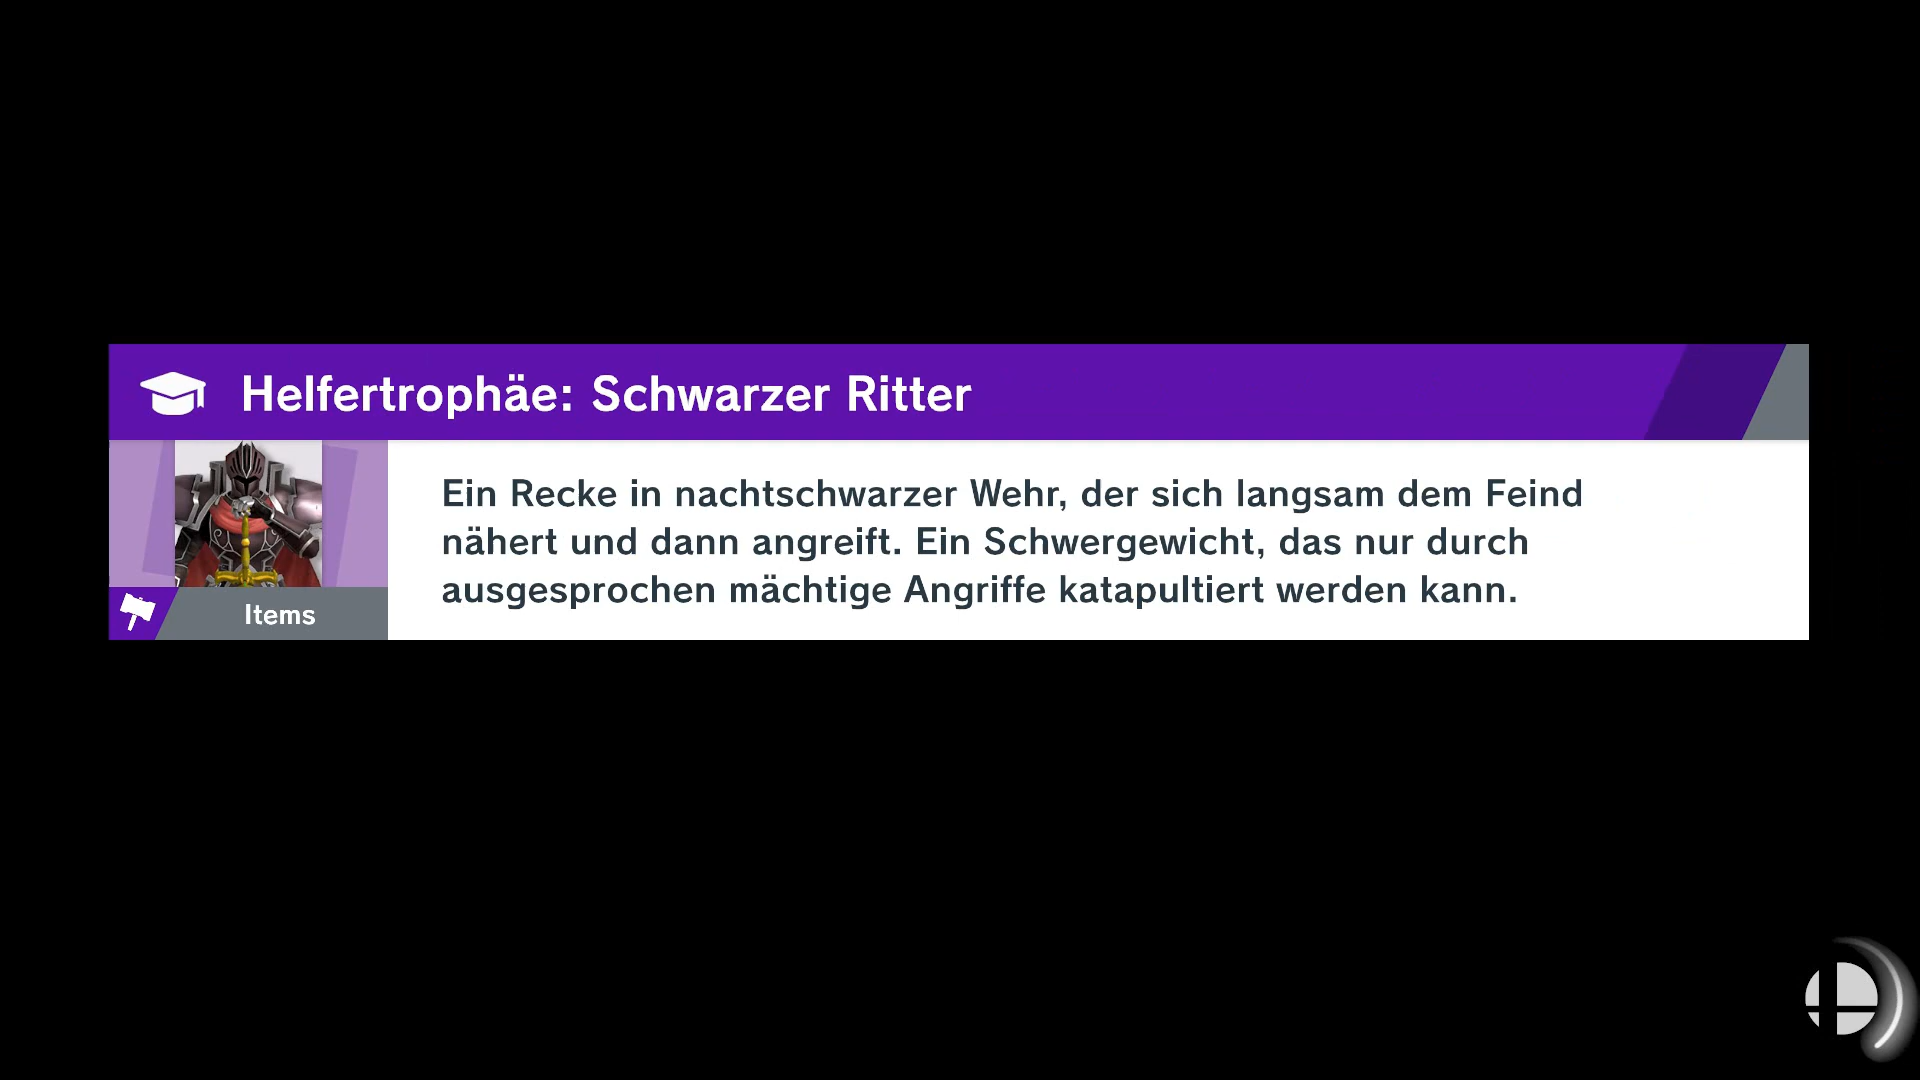 Helfertrophäe: Schwarzer Ritter
Ein Recke in nachtschwarzer Wehr, der sich langsam dem Feind
nähert und dann angreift. Ein Schwergewicht, das nur durch
ausgesprochen mächtige Angriffe katapultiert werden kann.
Items